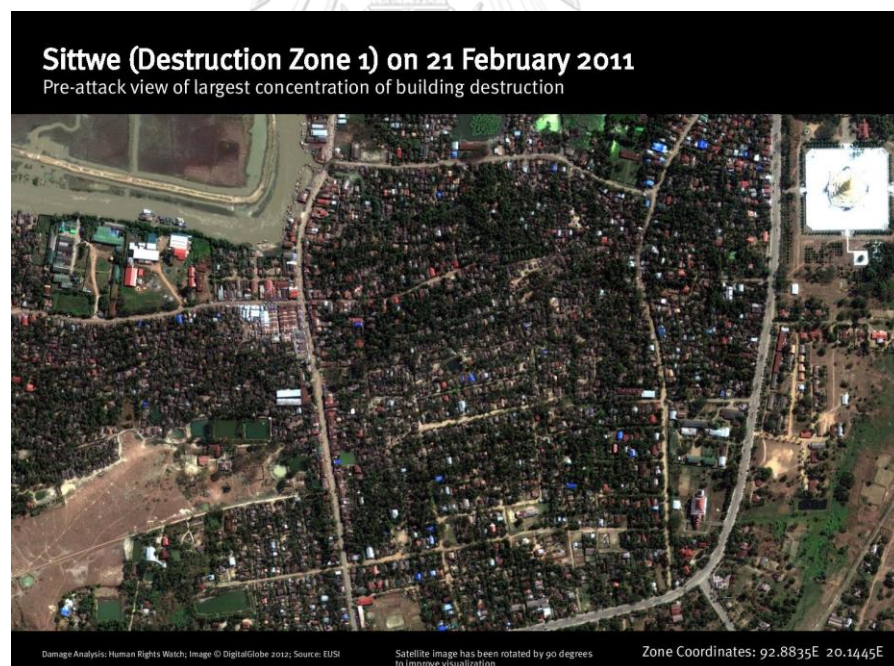 Sittwe (Destruction Zone 1) on 21 February 2011
Pre-attack view of largest concentration of building destruction
Damage Analysis: Human Rights Watch; Image © DigitalGlobe 2012; Source: EUSI
Satellite image has been rotated by 90 degrees
to improve visualization
Zone Coordinates: 92.8835E 20.1445E